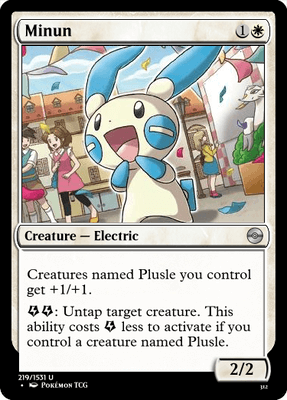 Minun 1
Creature — Electric
Creatures named Plusle you control
get +1/+1.
: Untap target creature. This
ability costs less to activate if you
control a creature named Plusle.
2/2
219/1531 U
• Pokémon TCG